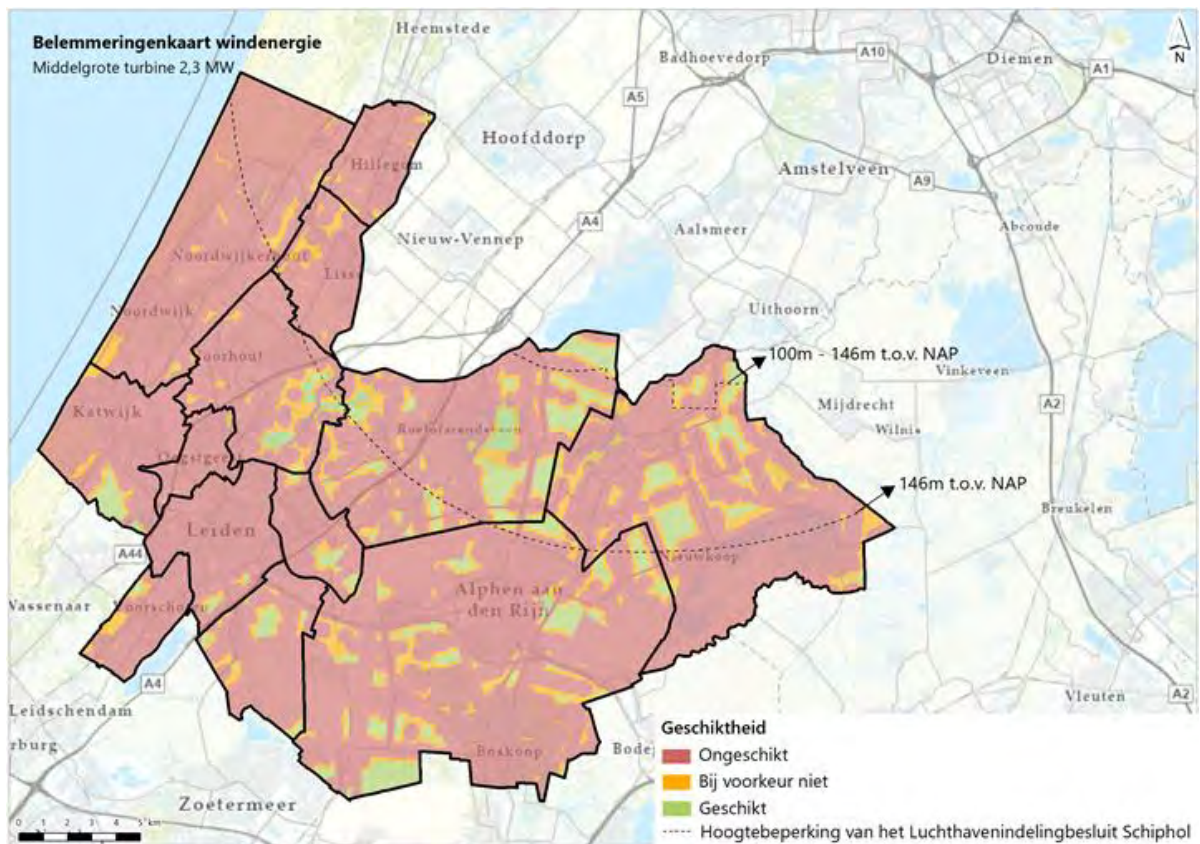 Belemmeringenkaart windenergie
Middelgrote turbine 2,3 MW
N
Heemstede
Badhoevedorp
A10
Diemen
A1
A5
Hoofddorp
Hillegom
Amstelveen
A9
A4
Nieuw-Vennep
Aalsmeer
Abcoude
Noordwijkerhout
Lisse
Uithoorn
Noordwijk
Voorhout
100m - 146m t.o.v. NAP
Vinkeveen
Katwijk
Mijdrecht
A2
Roelofarendsveen
Wilnis
Oegstgeest
146m t.o.v. NAP
Leiden
Breukelen
A44
Nieuwkoop
Wassenaar
Voorschoten
Alphen aan
den Rijn
A4
Vleuten
A2
Leidschendam
rburg
Boskoop
Bode
Zoetermeer
0 1 2 3 4 5 km
Geschiktheid
Ongeschikt
Bij voorkeur niet
Geschikt
Hoogtebeperking van het Luchthavenindelingbesluit Schiphol